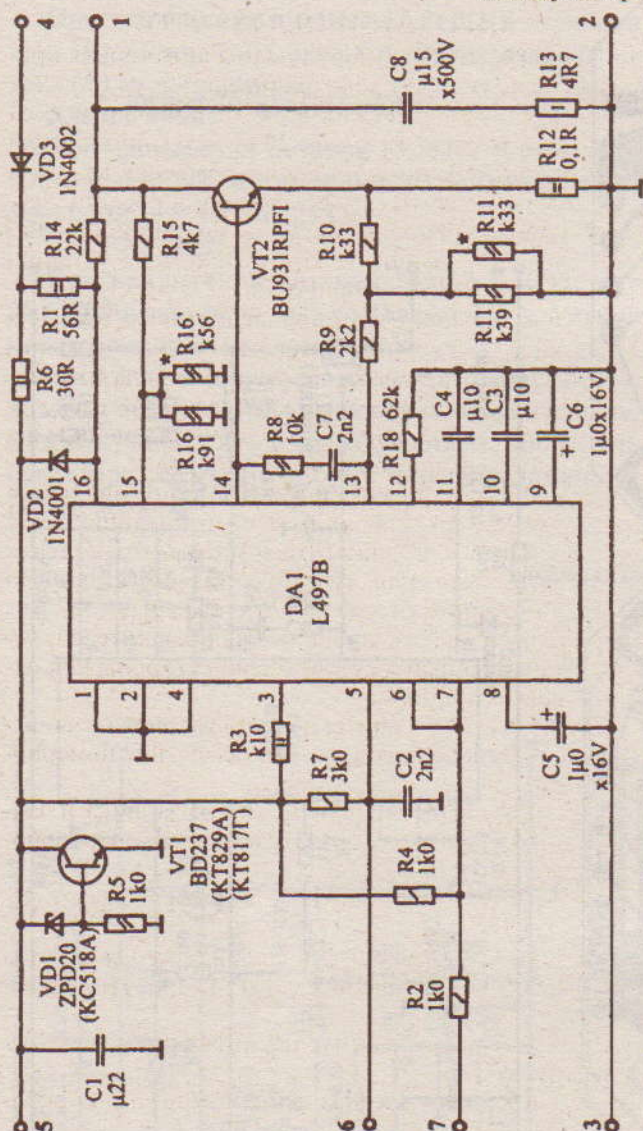 5
C1
µ22
VD1
ZPD20
(КС518А)
R5
1k0
VT1
BD237
(КТ829А)
(КТ817Г)
VD2
1N4001
R6
30R
R1
56R
R14
22k
VD3
1N4002
4
1
1
2
4
3
5
6
7
8
DA1
L497B
16
15
14
13
12
11
10
9
R3
k10
R7
3k0
C2
2n2
R4
1k0
R2
1k0
C5
1µ0
x16V
+
R16
k91
R16
k56
*
R15
4k7
VT2
BU931RPFI
R8
10k
C7
2n2
R9
2k2
R10
k33
R18
62k
C4
µ10
C3
µ10
C6
1µ0x16V
+
R11
k39
R11
k33
*
C8
µ15
x500V
R12
0,1R
R13
4R7
6
7
3
2